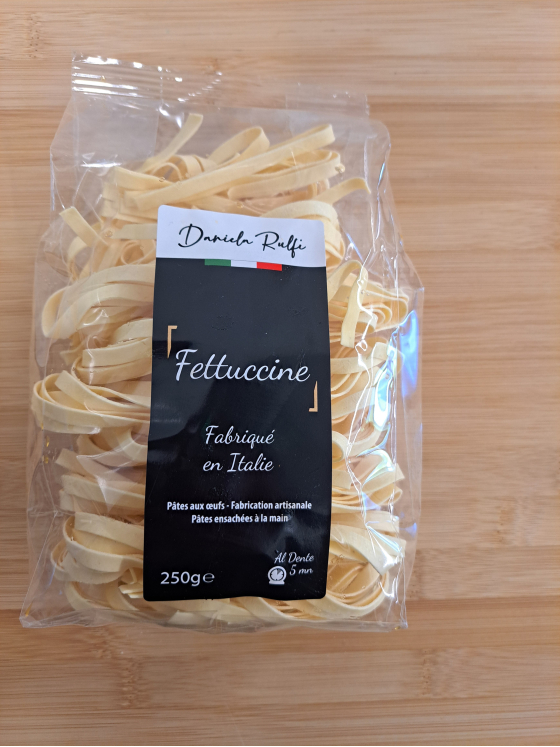 Daniela Rulfi
Fettuccine
Fabriqué
en Italie
Pâtes aux œufs - Fabrication artisanale
Pâtes ensachées à la main
Al Dente
5 mn
250g℮